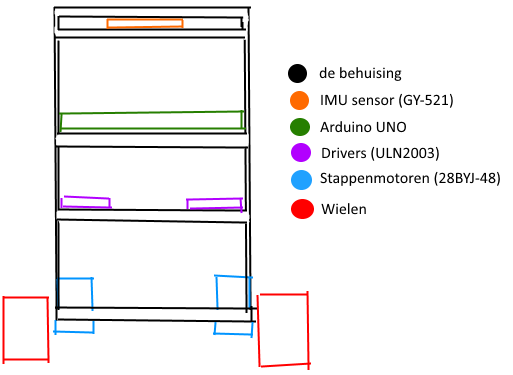 de behuising
IMU sensor (GY-521)
Arduino UNO
Drivers (ULN2003)
Stappenmotoren (28BYJ-48)
Wielen